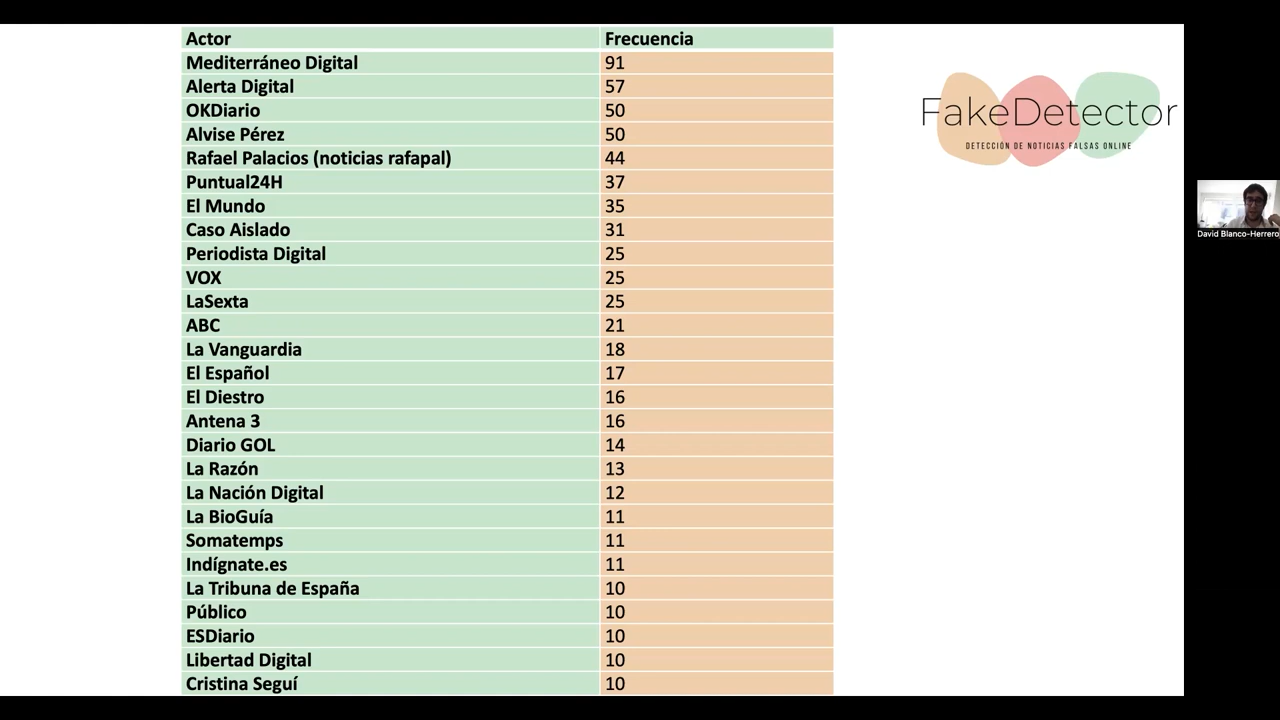 Actor Frecuencia
Mediterráneo Digital 91
Alerta Digital 57
OKDiario 50
Alvise Pérez 50
Rafael Palacios (noticias rafapal) 44
Puntual24H 37
El Mundo 35
Caso Aislado 31
Periodista Digital 25
VOX 25
LaSexta 25
ABC 21
La Vanguardia 18
El Español 17
El Diestro 16
Antena 3 16
Diario GOL 14
La Razón 13
La Nación Digital 12
La BioGuía 11
Somatemps 11
Indígnate.es 11
La Tribuna de España 10
Público 10
ESDiario 10
Libertad Digital 10
Cristina Seguí 10
FakeDetector
DETECCIÓN DE NOTICIAS FALSAS ONLINE
David Blanco-Herrero